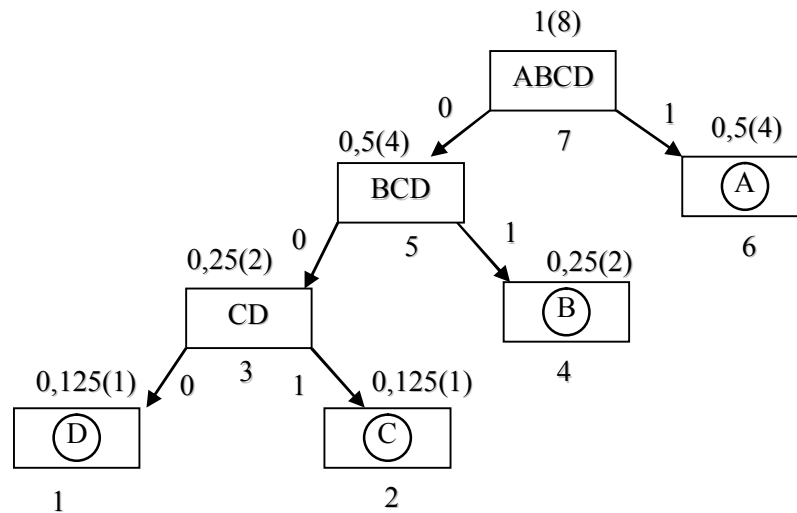 1(8)
ABCD
0 1 0,5(4)
0,5(4) 7
BCD A
0 5 1 6
0,25(2) 0,25(2)
CD B
0,125(1) 0 3 1 0,125(1) 4
D C
1 2